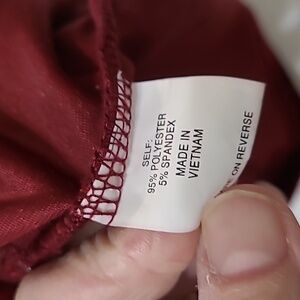 SELF:
95% POLYESTER
5% SPANDEX
MADE IN
VIETNAM
ON REVERSE